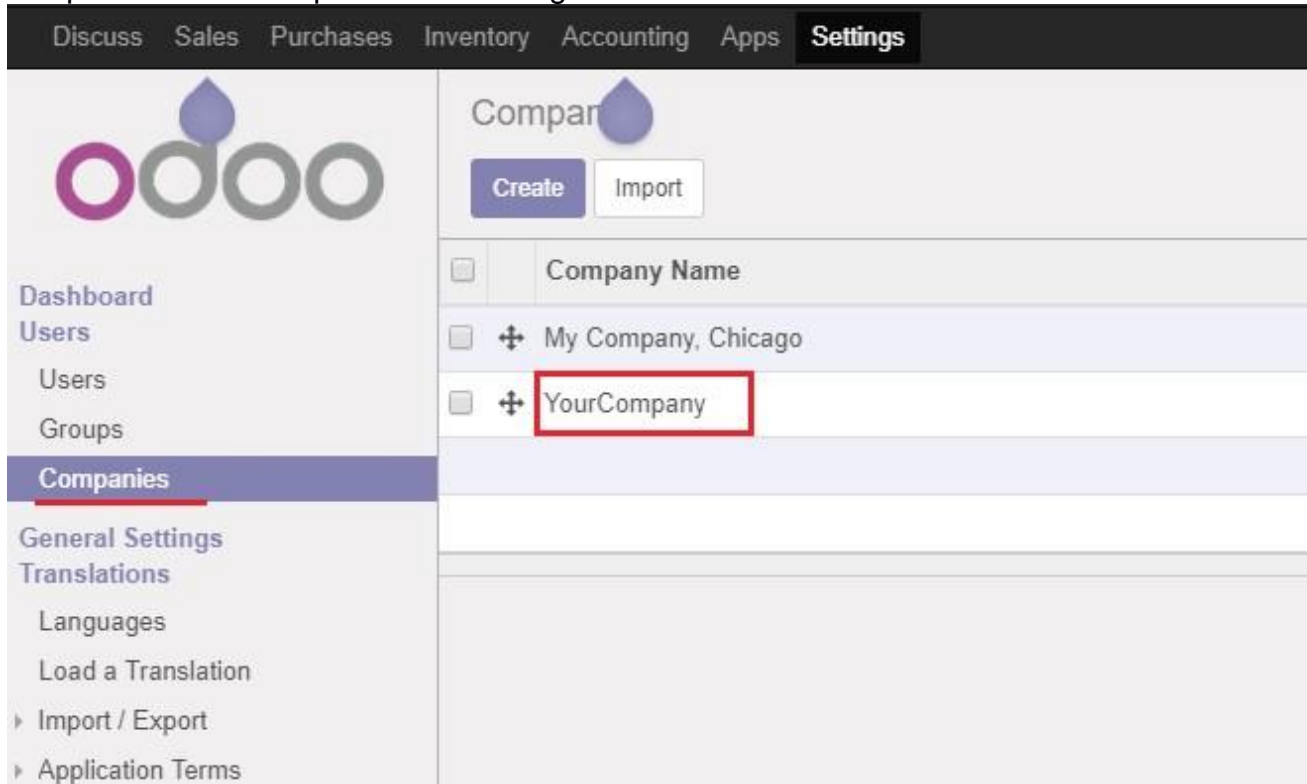 Discuss Sales Purchases Inventory Accounting Apps Settings
odoo
Compan
Create Import
Company Name
My Company, Chicago
YourCompany
Dashboard
Users
Users
Groups
Companies
General Settings
Translations
Languages
Load a Translation
Import / Export
Application Terms